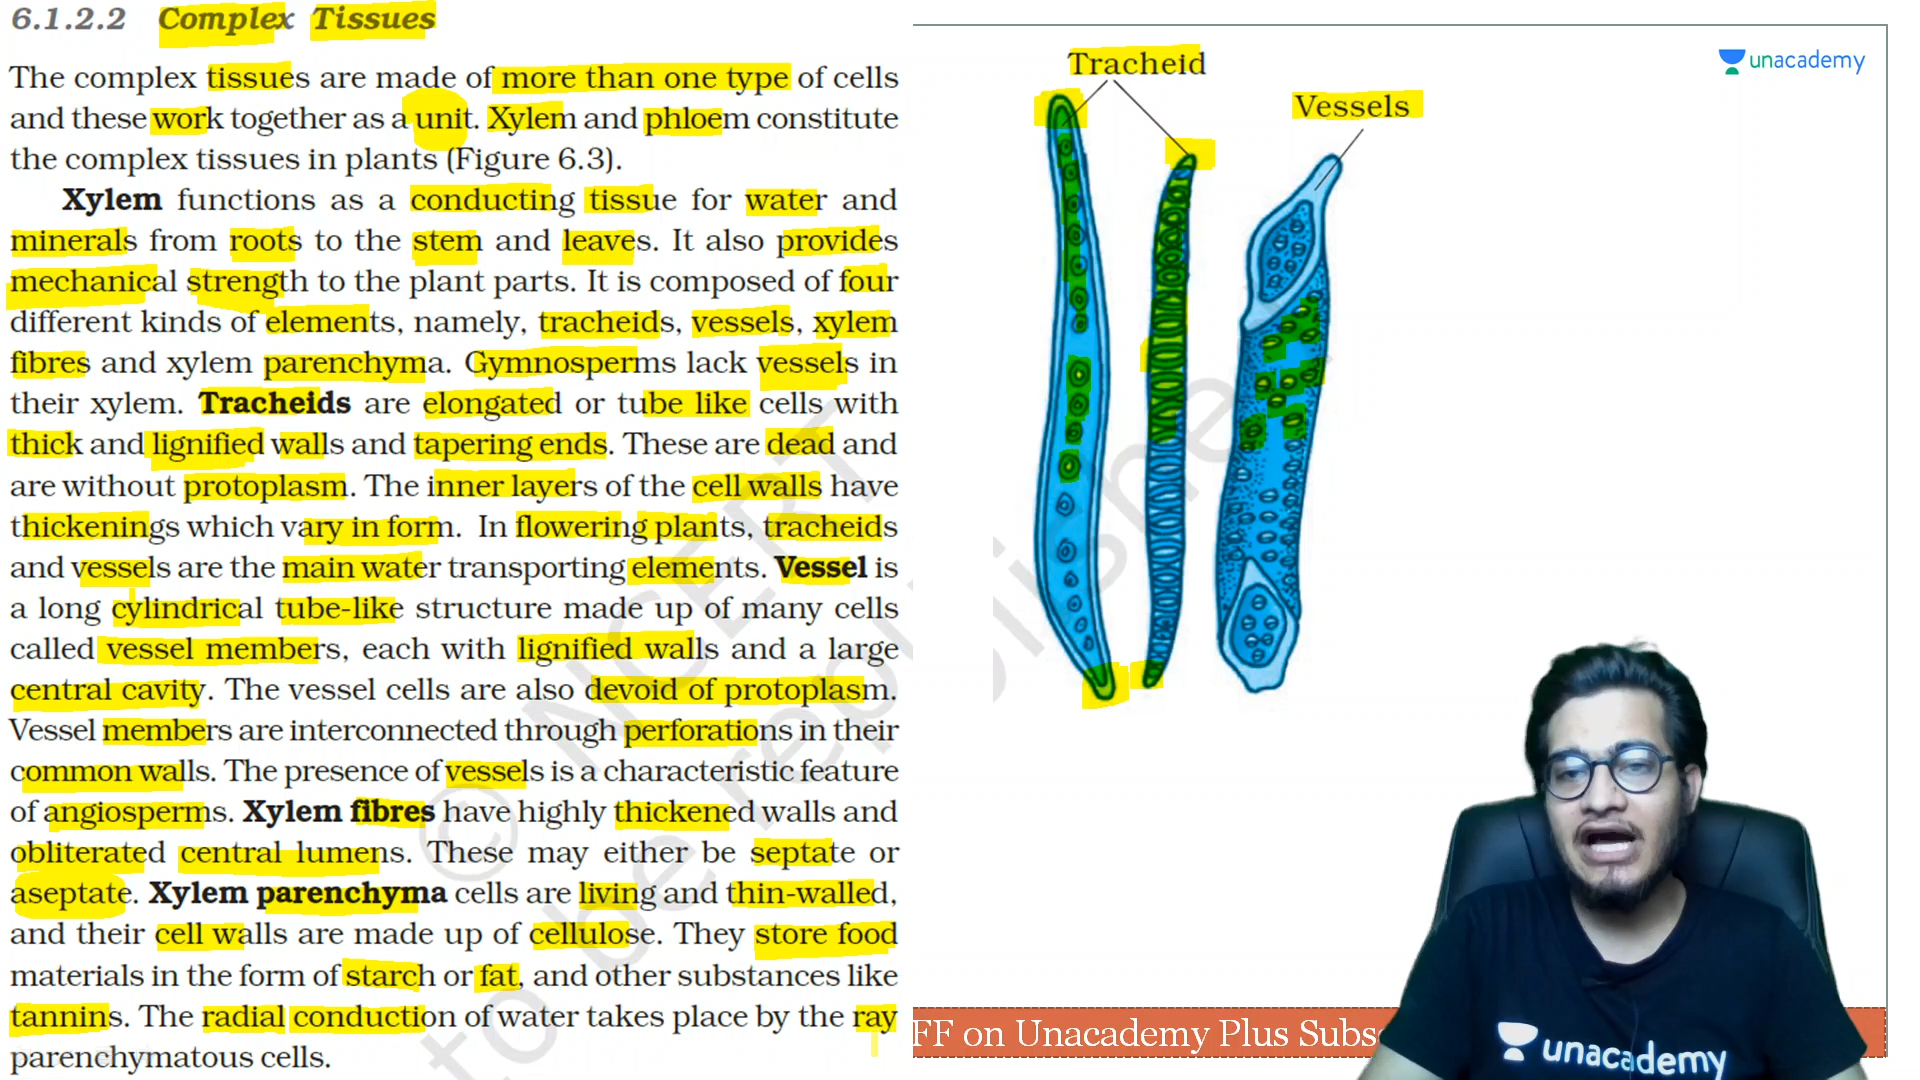 6.1.2.2 Complex Tissues
The complex tissues are made of more than one type of cells
and these work together as a unit. Xylem and phloem constitute
the complex tissues in plants (Figure 6.3).
Xylem functions as a conducting tissue for water and
minerals from roots to the stem and leaves. It also provides
mechanical strength to the plant parts. It is composed of four
different kinds of elements, namely, tracheids, vessels, xylem
fibres and xylem parenchyma. Gymnosperms lack vessels in
their xylem. Tracheids are elongated or tube like cells with
thick and lignified walls and tapering ends. These are dead and
are without protoplasm. The inner layers of the cell walls have
thickenings which vary in form. In flowering plants, tracheids
and vessels are the main water transporting elements. Vessel is
a long cylindrical tube-like structure made up of many cells
called vessel members, each with lignified walls and a large
central cavity. The vessel cells are also devoid of protoplasm.
Vessel members are interconnected through perforations in their
common walls. The presence of vessels is a characteristic feature
of angiosperms. Xylem fibres have highly thickened walls and
obliterated central lumens. These may either be septate or
aseptate. Xylem parenchyma cells are living and thin-walled,
and their cell walls are made up of cellulose. They store food
materials in the form of starch or fat, and other substances like
tannins. The radial conduction of water takes place by the ray
parenchymatous cells.
© NCERT
to be republished
Tracheid
Vessels
unacademy
FF on Unacademy Plus Subs
unacademy